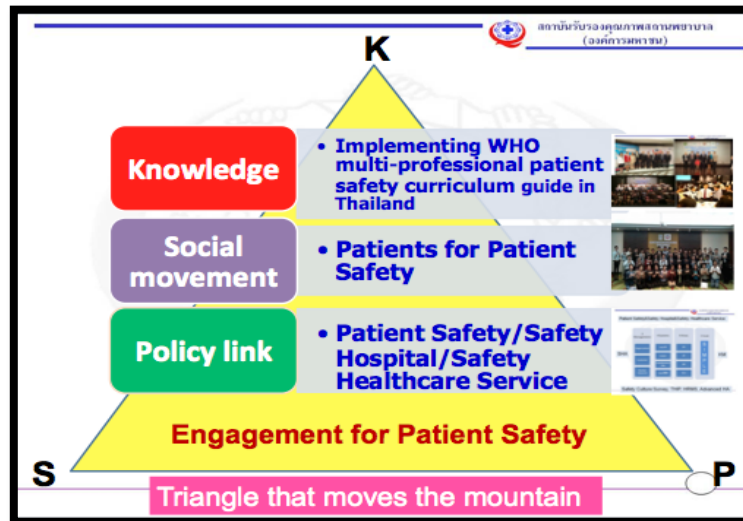 สถาบันรับรองคุณภาพสถานพยาบาล
(องค์การมหาชน)
K
Knowledge
• Implementing WHO
multi-professional patient
safety curriculum guide in
Thailand
Social
movement
• Patients for Patient
Safety
Policy link
• Patient Safety/Safety
Hospital/Safety
Healthcare Service
Engagement for Patient Safety
S
P
Triangle that moves the mountain